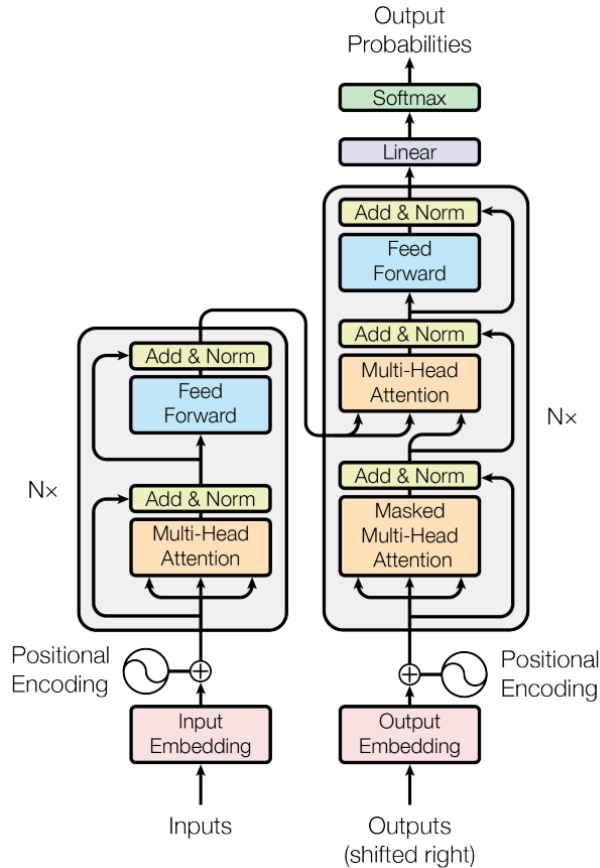 Output
Probabilities
Softmax
Linear
Add & Norm
Feed
Forward
Add & Norm
Multi-Head
Attention
Add & Norm
Masked
Multi-Head
Attention
N×
Positional
Encoding
Output
Embedding
Outputs
(shifted right)
Add & Norm
Feed
Forward
Add & Norm
Multi-Head
Attention
N×
Positional
Encoding
Input
Embedding
Inputs